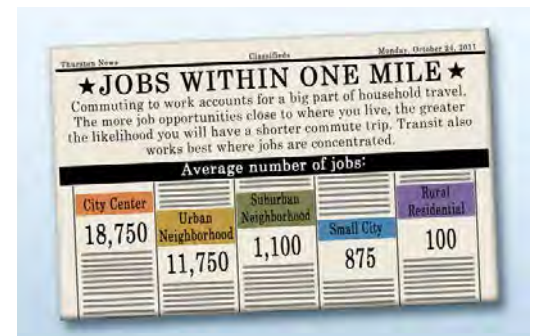 Thurston News Classifieds Monday, October 24, 2011
★JOBS WITHIN ONE MILE★
Commuting to work accounts for a big part of household travel.
The more job opportunities close to where you live, the greater
the likelihood you will have a shorter commute trip. Transit also
works best where jobs are concentrated.
Average number of jobs:
City Center
18,750
Urban
Neighborhood
11,750
Suburban
Neighborhood
1,100
Small City
875
Rural
Residential
100